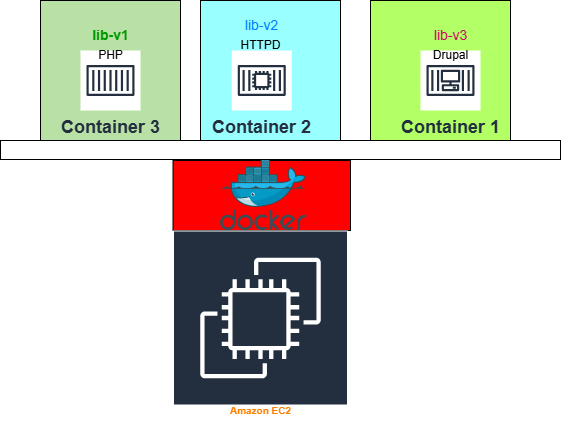 lib-v1
PHP
Container 3
lib-v2
HTTPD
Container 2
lib-v3
Drupal
Container 1
docker
Amazon EC2